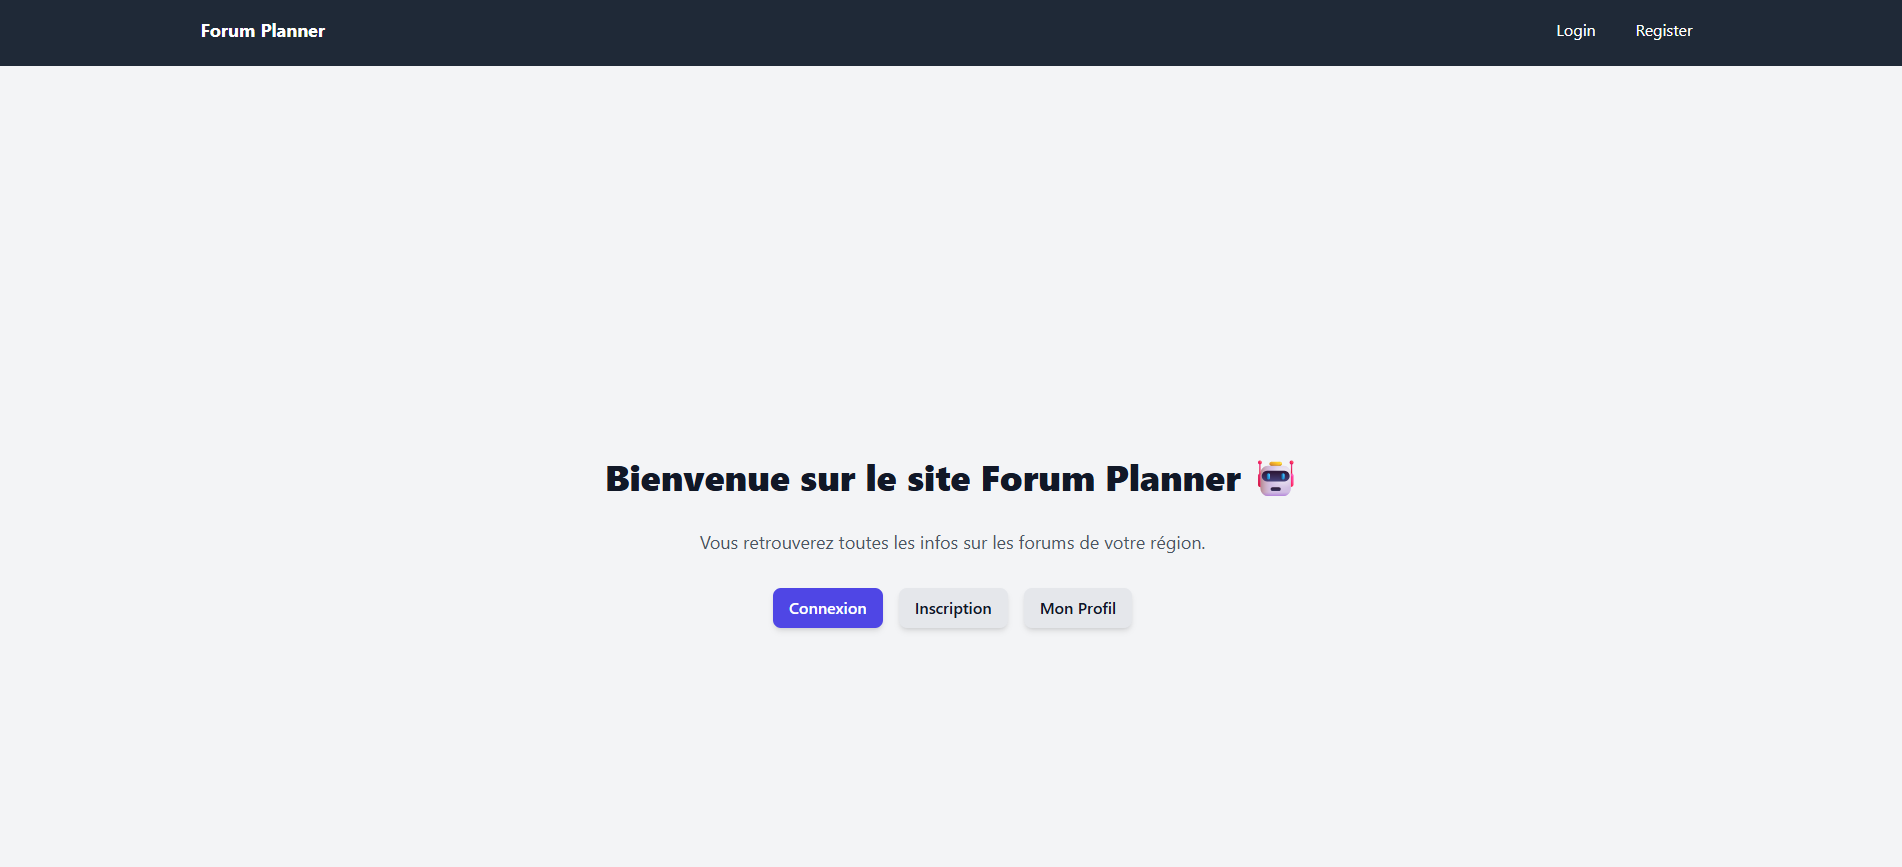 Forum Planner Login Register
Bienvenue sur le site Forum Planner
Vous retrouverez toutes les infos sur les forums de votre région.
Connexion Inscription Mon Profil